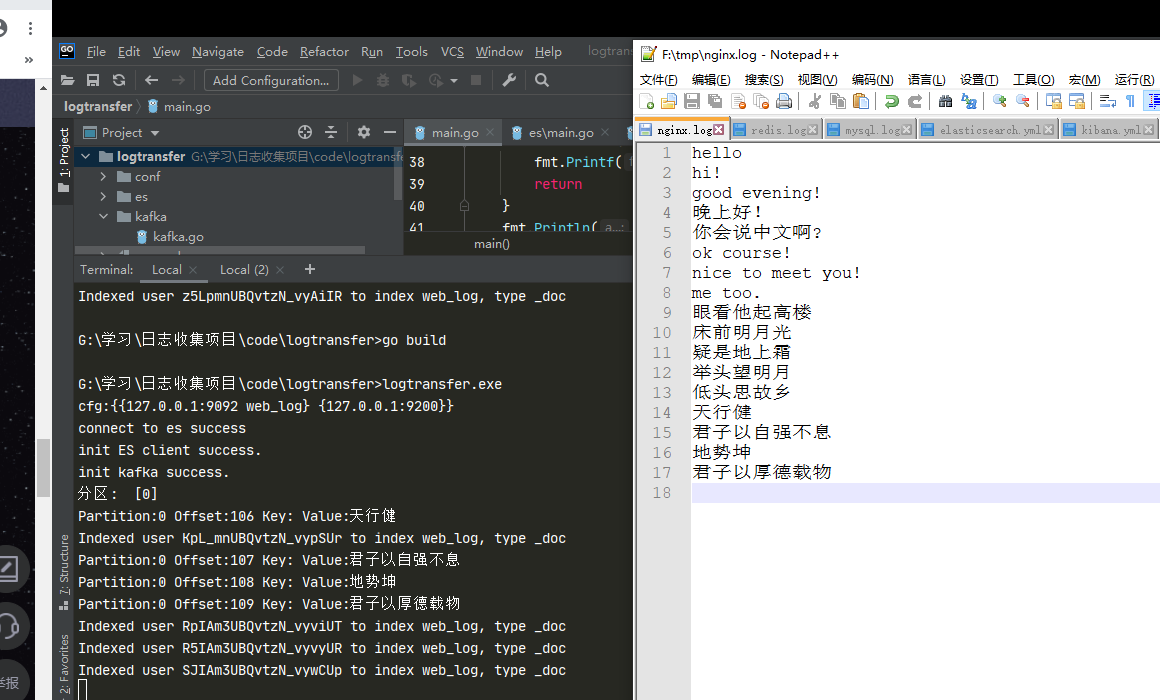 File Edit View Navigate Code Refactor Run Tools VCS Window Help
Add Configuration...
logtransfer main.go
Project
main.go
es\main.go
1: Project
logtransfer G:\学习\日志收集项目\code\logtransfe
conf
es
kafka
kafka.go
38 fmt.Printf(
39 return
40 }
41 fmt.Println( a...:
main()
Terminal: Local Local (2) +
Indexed user z5LpmnUBQvtzN_vyAiIR to index web_log, type _doc
G:\学习\日志收集项目\code\logtransfer>go build
G:\学习\日志收集项目\code\logtransfer>logtransfer.exe
cfg:{{127.0.0.1:9092 web_log} {127.0.0.1:9200}}
connect to es success
init ES client success.
init kafka success.
分区： [0]
Partition:0 Offset:106 Key: Value:天行健
Indexed user KpL_mnUBQvtzN_vypSUr to index web_log, type _doc
Partition:0 Offset:107 Key: Value:君子以自强不息
Partition:0 Offset:108 Key: Value:地势坤
Partition:0 Offset:109 Key: Value:君子以厚德载物
Indexed user RpIAm3UBQvtzN_vyviUT to index web_log, type _doc
Indexed user R5IAm3UBQvtzN_vyvyUR to index web_log, type _doc
Indexed user SJIAm3UBQvtzN_vywCUp to index web_log, type _doc
7: Structure
2: Favorites
举报
F:\tmp\nginx.log - Notepad++
文件(F) 编辑(E) 搜索(S) 视图(V) 编码(N) 语言(L) 设置(T) 工具(O) 宏(M) 运行(R)
nginx.log redis.log mysql.log elasticsearch.yml kibana.yml
1 hello
2 hi!
3 good evening!
4 晚上好！
5 你会说中文啊?
6 ok course!
7 nice to meet you!
8 me too.
9 眼看他起高楼
10 床前明月光
11 疑是地上霜
12 举头望明月
13 低头思故乡
14 天行健
15 君子以自强不息
16 地势坤
17 君子以厚德载物
18